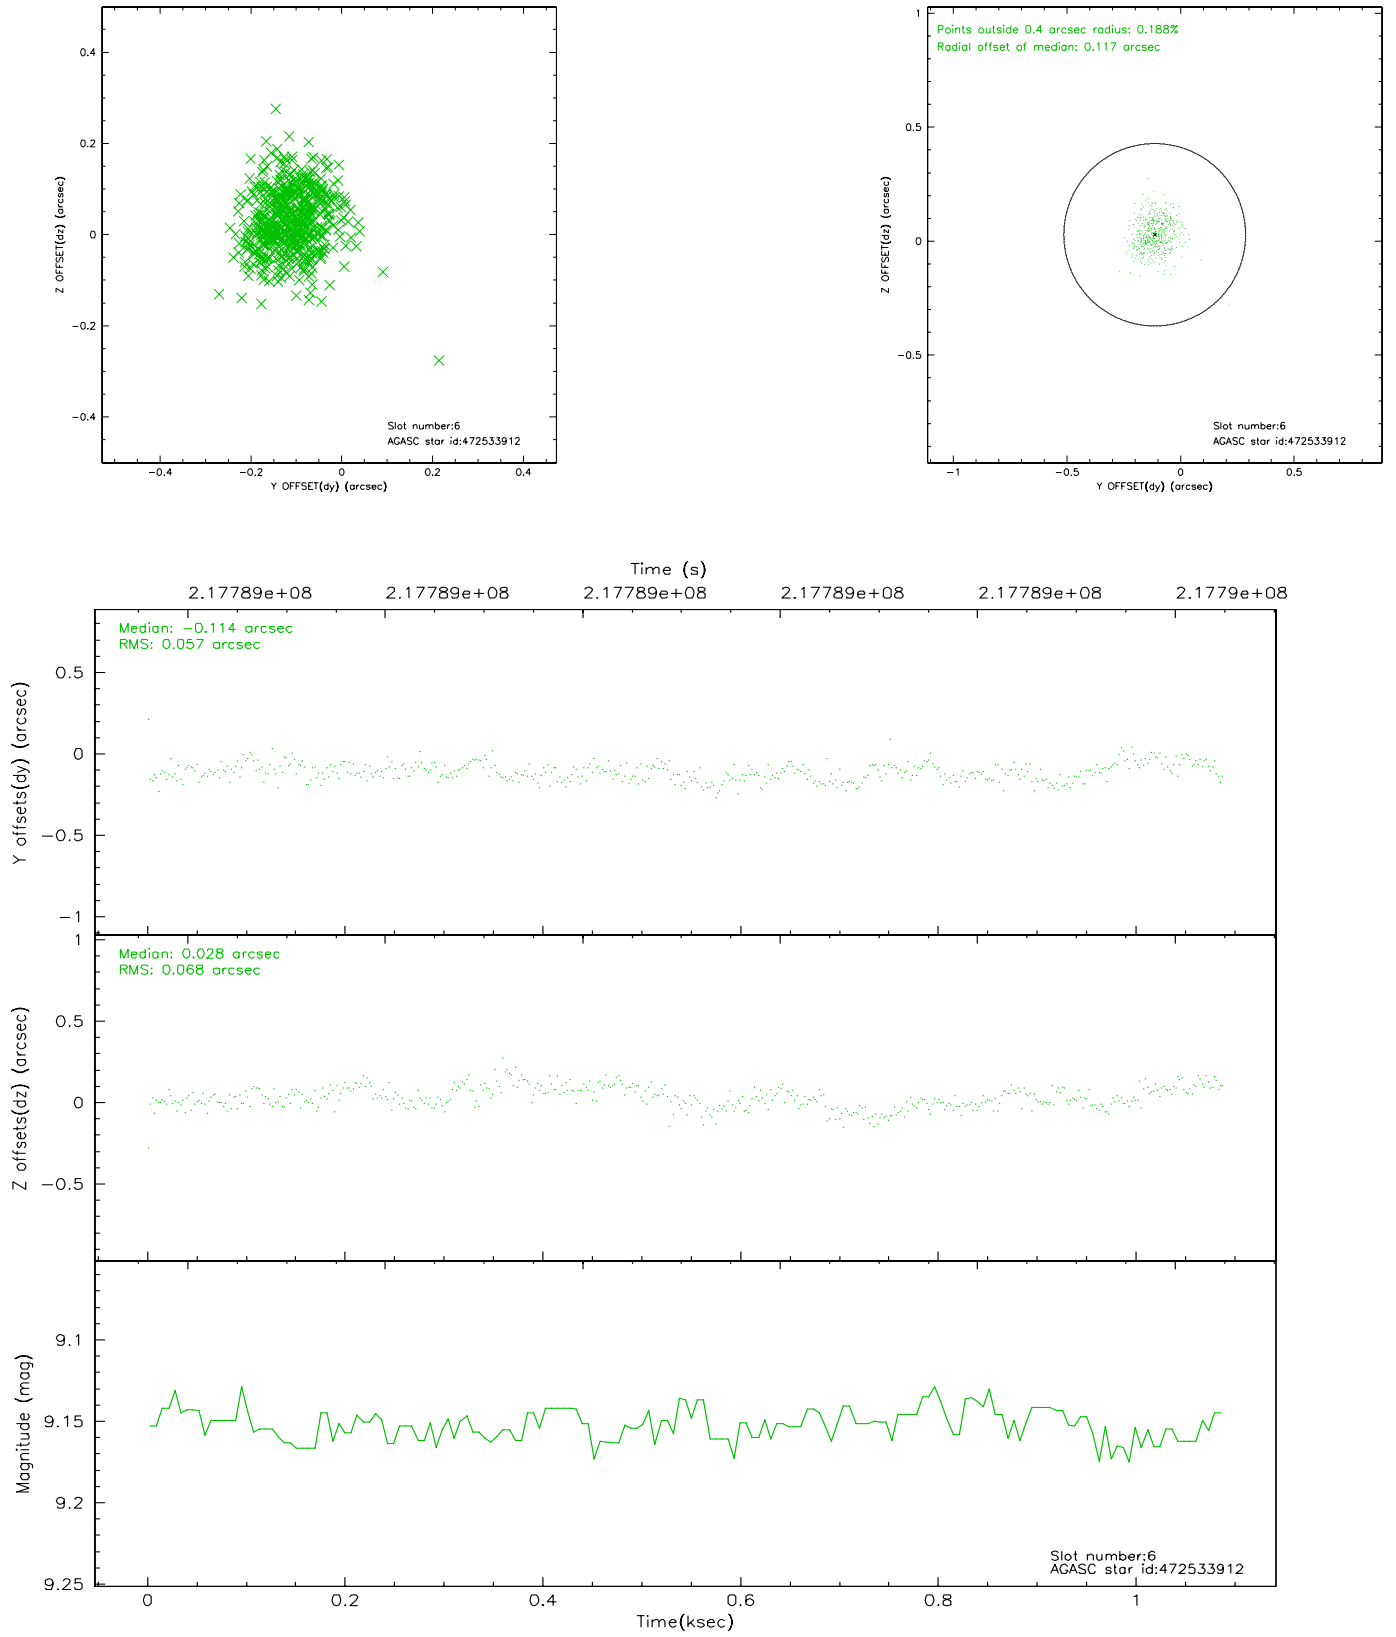 0.4
0.2
0
−0.2
−0.4
Z OFFSET(dz) (arcsec)
−0.4
−0.2
0
0.2
0.4
Y OFFSET(dy) (arcsec)
Slot number:6
AGASC star id:472533912
Points outside 0.4 arcsec radius: 0.188%
Radial offset of median: 0.117 arcsec
1
0.5
0
−0.5
Z OFFSET(dz) (arcsec)
−1
−0.5
0
0.5
Y OFFSET(dy) (arcsec)
Slot number:6
AGASC star id:472533912
Time (s)
2.17789e+08
2.17789e+08
2.17789e+08
2.17789e+08
2.17789e+08
2.1779e+08
Median: −0.114 arcsec
RMS: 0.057 arcsec
0.5
0
−0.5
−1
Y offsets(dy) (arcsec)
Median: 0.028 arcsec
RMS: 0.068 arcsec
1
0.5
0
−0.5
Z offsets(dz) (arcsec)
9.1
9.15
9.2
9.25
Magnitude (mag)
Slot number:6
AGASC star id:472533912
0
0.2
0.4
0.6
0.8
1
Time(ksec)